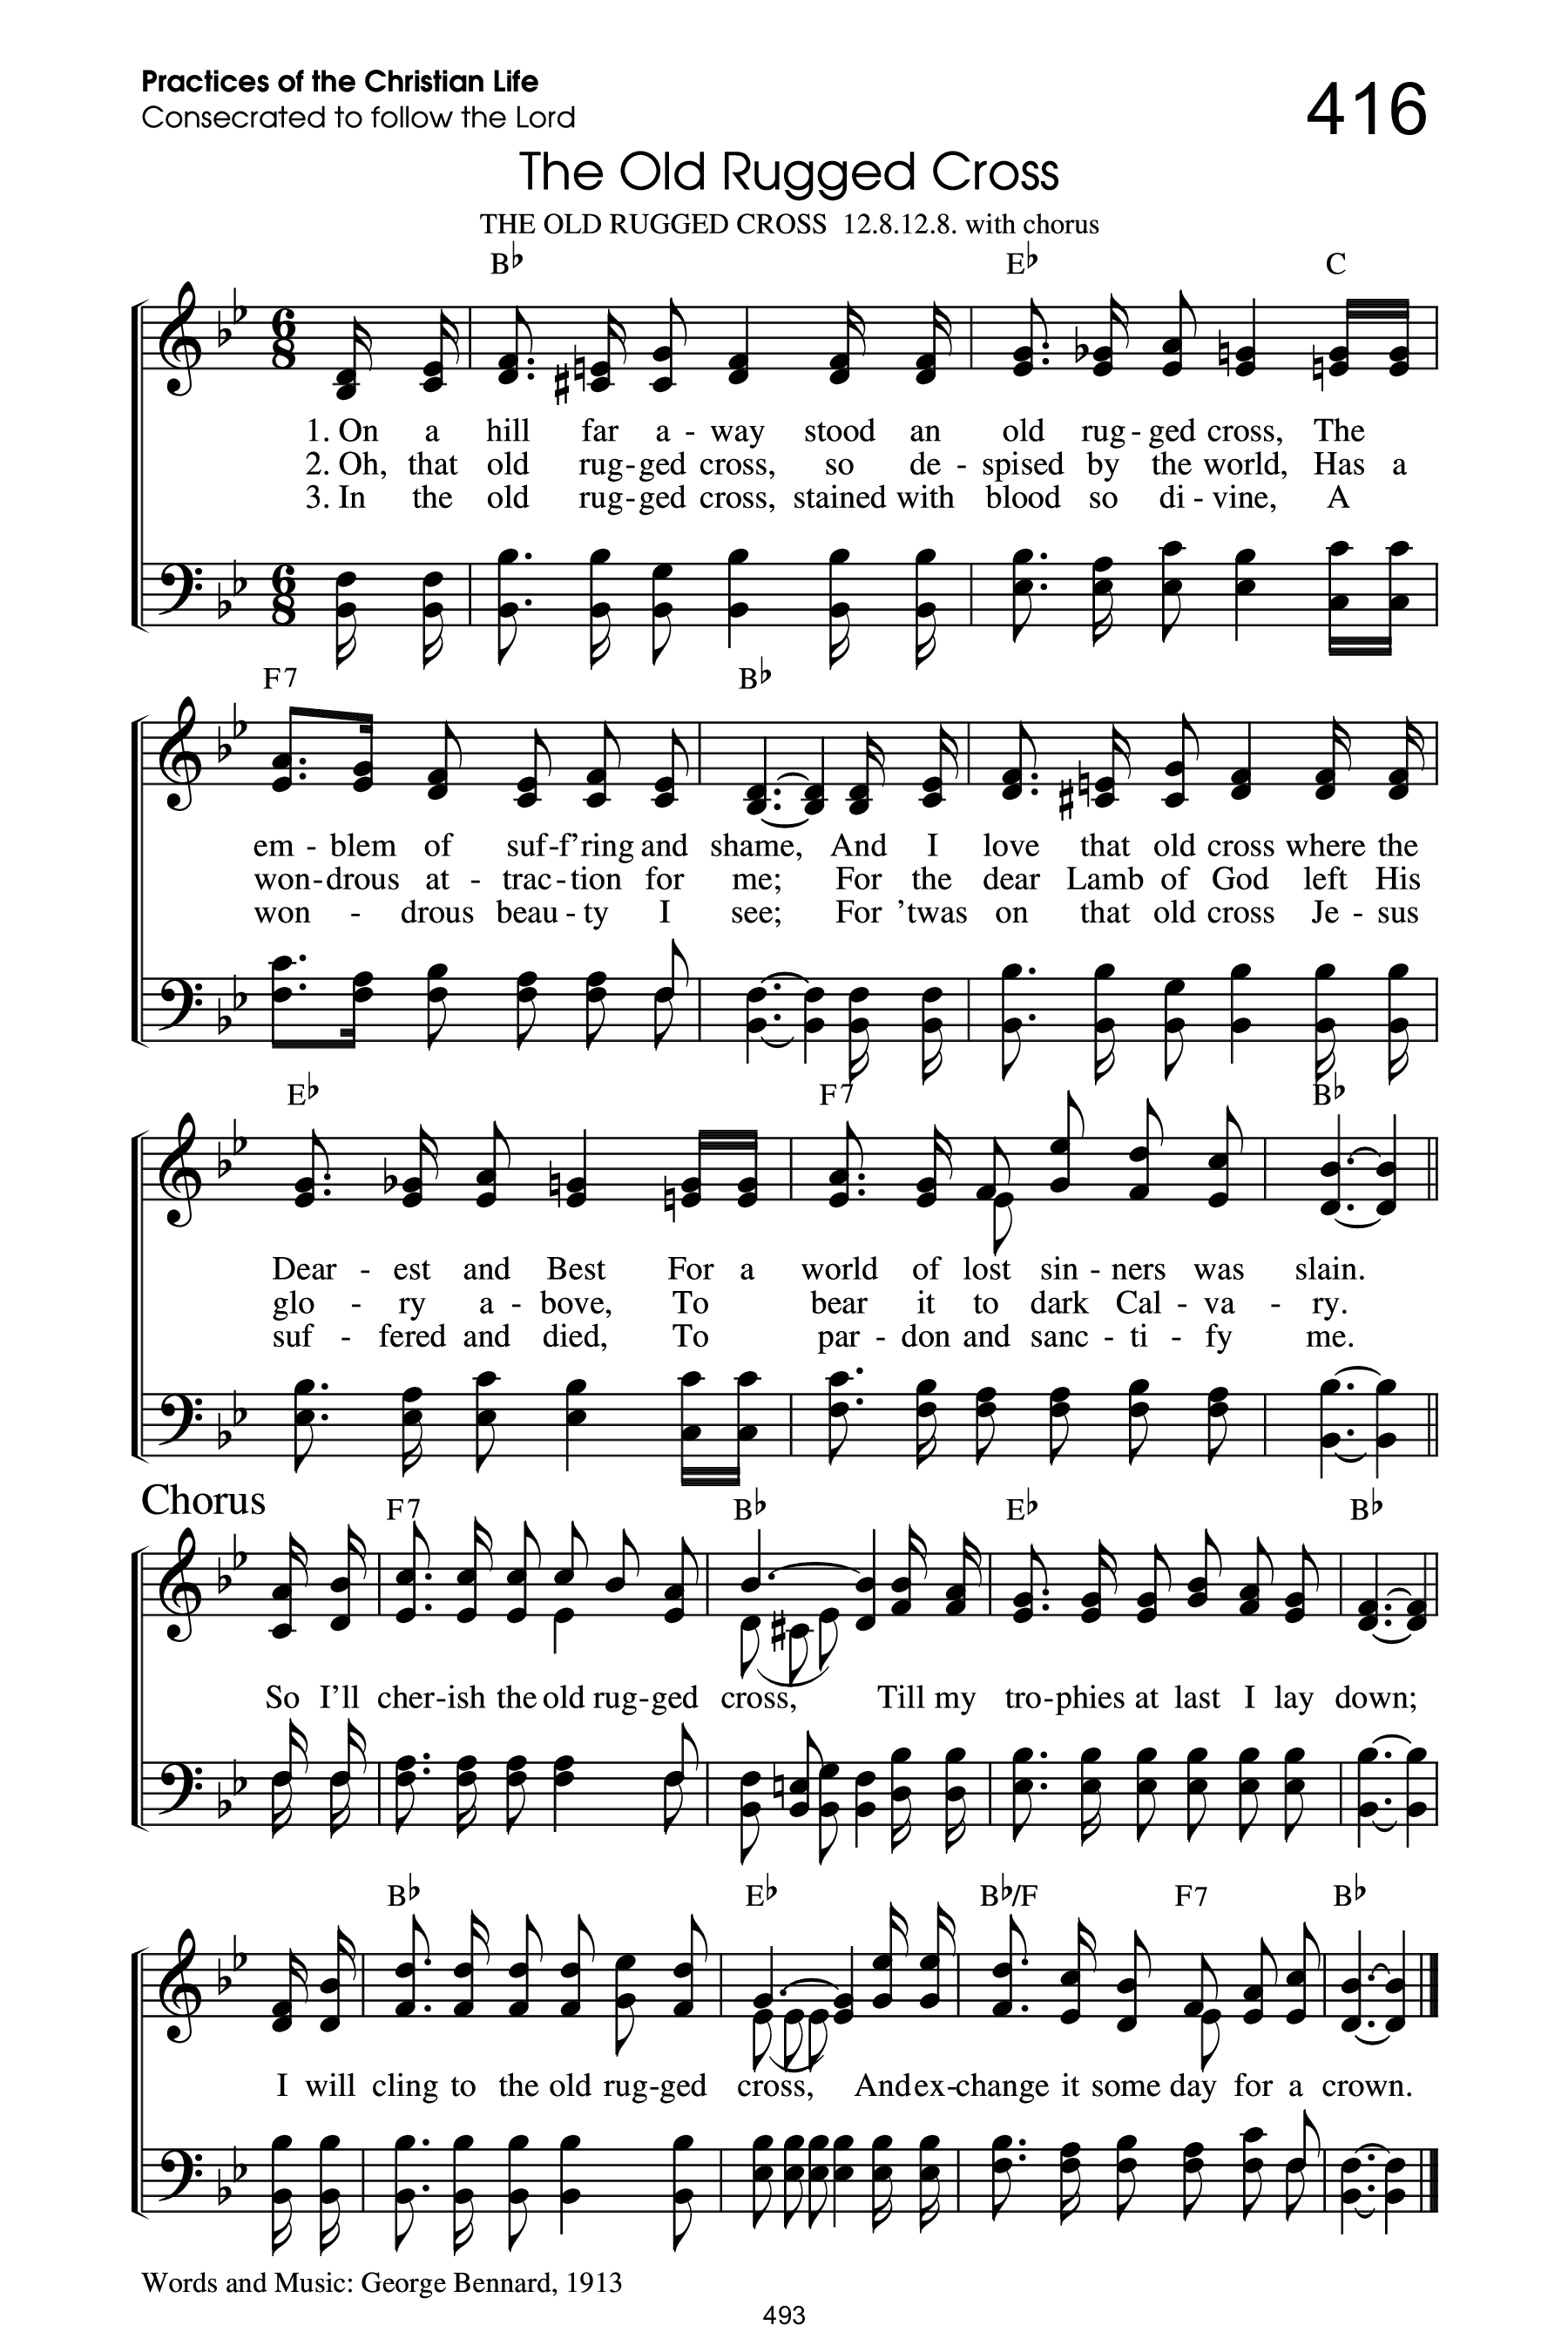 Practices of the Christian Life
Consecrated to follow the Lord
416
The Old Rugged Cross
THE OLD RUGGED CROSS 12.8.12.8. with chorus
B♭ E♭ C
6 8
1. On a hill far a - way stood an old rug - ged cross, The
2. Oh, that old rug - ged cross, so de - spised by the world, Has a
3. In the old rug - ged cross, stained with blood so di - vine, A
6 8
F7 B♭
em - blem of suf - f'ring and shame, And I love that old cross where the
won - drous at - trac - tion for me; For the dear Lamb of God left His
won - drous beau - ty I see; For 'twas on that old cross Je - sus
E♭ F7 B♭
Dear - est and Best For a world of lost sin - ners was slain.
glo - ry a - bove, To bear it to dark Cal - va - ry.
suf - fered and died, To par - don and sanc - ti - fy me.
Chorus
F7 B♭ E♭ B♭
So I'll cher - ish the old rug - ged cross, Till my tro - phies at last I lay down;
B♭ E♭ B♭/F F7 B♭
I will cling to the old rug - ged cross, And ex - change it some day for a crown.
Words and Music: George Bennard, 1913
493